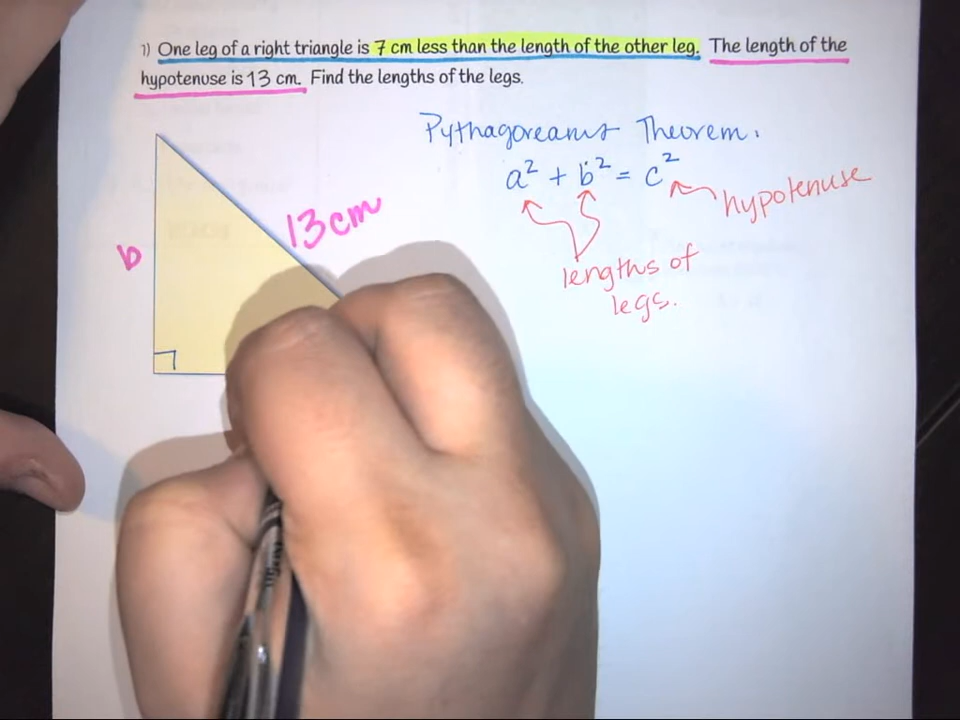 1) One leg of a right triangle is 7 cm less than the length of the other leg. The length of the
hypotenuse is 13 cm. Find the lengths of the legs.
Pythagoreams Theorem:
a² + b² = c²
hypotenuse
lengths of
legs.
13cm
b